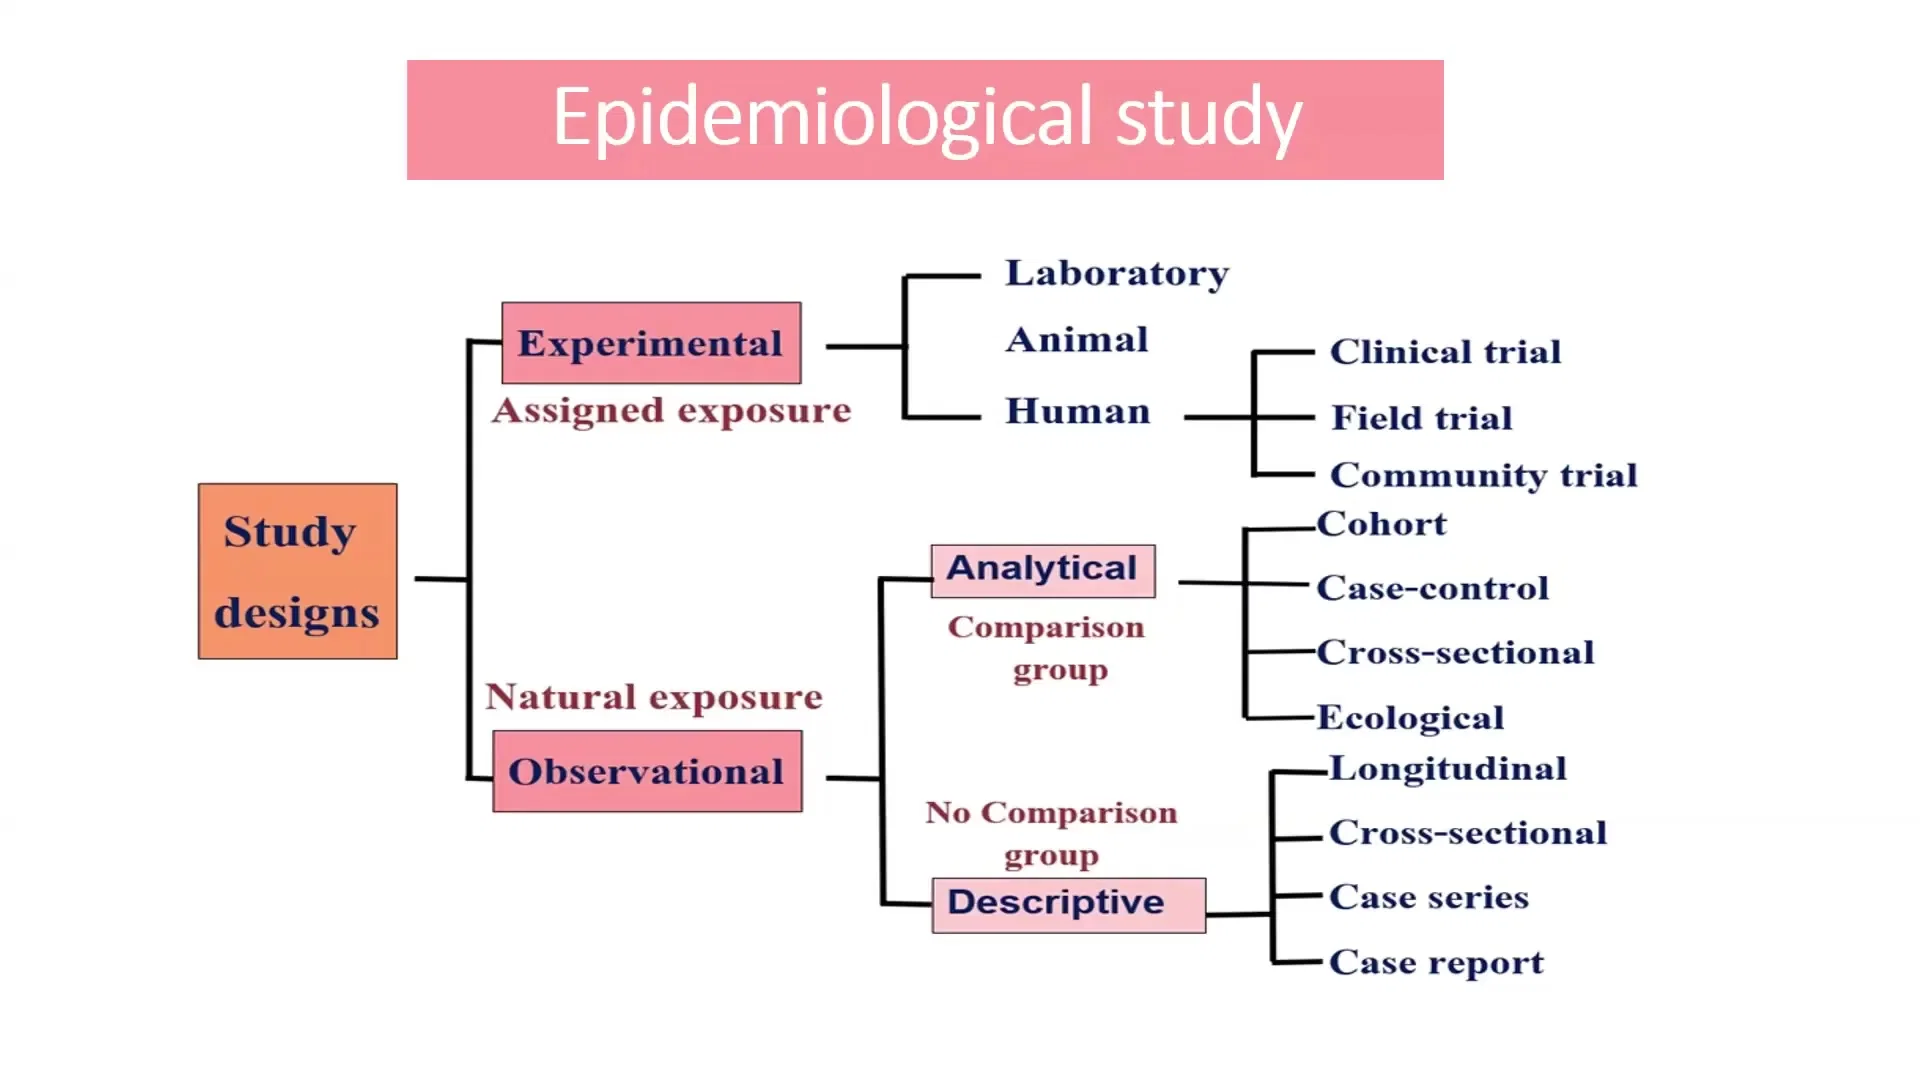 Epidemiological study
Study
designs
Experimental
Assigned exposure
Laboratory
Animal
Human
Clinical trial
Field trial
Community trial
Natural exposure
Observational
Analytical
Comparison
group
Cohort
Case-control
Cross-sectional
Ecological
No Comparison
group
Descriptive
Longitudinal
Cross-sectional
Case series
Case report